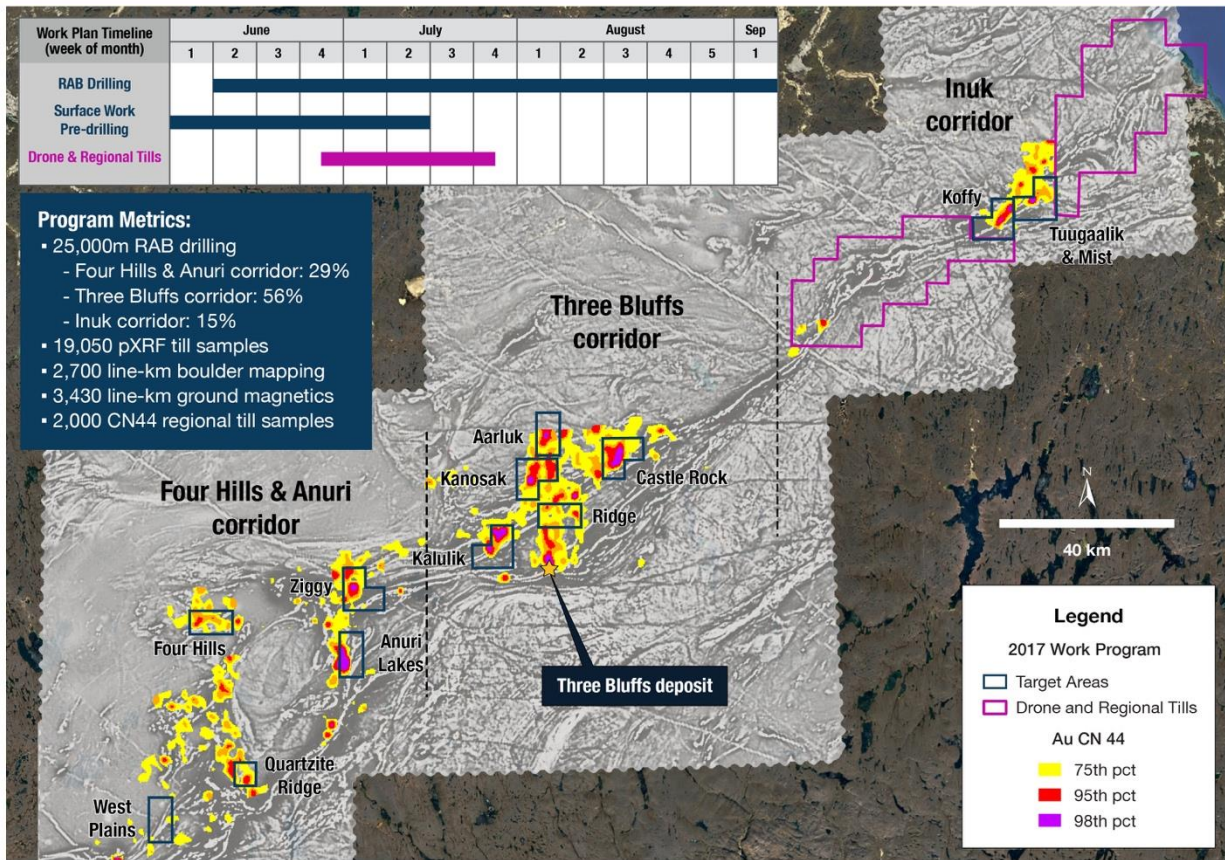 Work Plan Timeline
(week of month)
June
July
August
Sep
1 2 3 4 1 2 3 4 1 2 3 4 5 1
RAB Drilling
Surface Work
Pre-drilling
Drone & Regional Tills
Program Metrics:
▪ 25,000m RAB drilling
- Four Hills & Anuri corridor: 29%
- Three Bluffs corridor: 56%
- Inuk corridor: 15%
▪ 19,050 pXRF till samples
▪ 2,700 line-km boulder mapping
▪ 3,430 line-km ground magnetics
▪ 2,000 CN44 regional till samples
Inuk
corridor
Koffy
Tuugaalik
& Mist
Three Bluffs
corridor
Aarluk
Kanosak
Castle Rock
Ridge
Kalulik
Four Hills & Anuri
corridor
Ziggy
Four Hills
Anuri
Lakes
Three Bluffs deposit
Quartzite
Ridge
West
Plains
N
40 km
Legend
2017 Work Program
Target Areas
Drone and Regional Tills
Au CN 44
75th pct
95th pct
98th pct